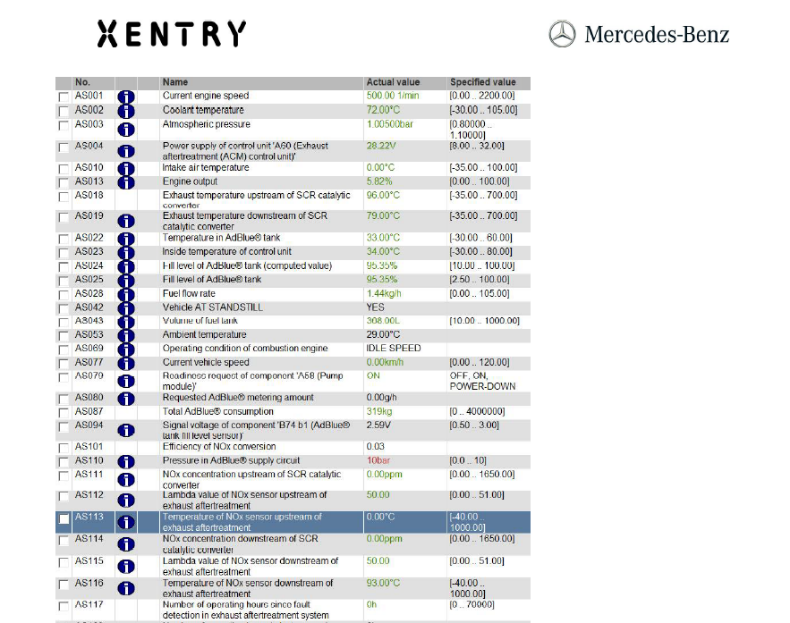 XENTRY
Mercedes-Benz
No. Name Actual value Specified value
AS001 Current engine speed 500.00 1/min [0.00 .. 2200.00]
AS002 Coolant temperature 72.00°C [-30.00 .. 105.00]
AS003 Atmospheric pressure 1.00500bar [0.80000 ..
1.10000]
AS004 Power supply of control unit 'A60 (Exhaust 28.22V [8.00 .. 32.00]
aftertreatment (ACM) control unit)'
AS010 Intake air temperature 0.00°C [-35.00 .. 100.00]
AS013 Engine output 5.82% [0.00 .. 100.00]
AS018 Exhaust temperature upstream of SCR catalytic 96.00°C [-35.00 .. 700.00]
converter
AS019 Exhaust temperature downstream of SCR 79.00°C [-35.00 .. 700.00]
catalytic converter
AS022 Temperature in AdBlue® tank 33.00°C [-30.00 .. 60.00]
AS023 Inside temperature of control unit 34.00°C [-30.00 .. 80.00]
AS024 Fill level of AdBlue® tank (computed value) 95.35% [10.00 .. 100.00]
AS025 Fill level of AdBlue® tank 95.35% [2.50 .. 100.00]
AS028 Fuel flow rate 1.44kg/h [0.00 .. 105.00]
AS042 Vehicle AT STANDSTILL YES
AS043 Volume of fuel tank 308.00L [10.00 .. 1000.00]
AS053 Ambient temperature 29.00°C
AS069 Operating condition of combustion engine IDLE SPEED
AS077 Current vehicle speed 0.00km/h [0.00 .. 120.00]
AS079 Readiness request of component 'A58 (Pump ON OFF, ON,
module)' POWER-DOWN
AS080 Requested AdBlue® metering amount 0.00g/h
AS087 Total AdBlue® consumption 319kg [0 .. 4000000]
AS094 Signal voltage of component 'B74 b1 (AdBlue® 2.59V [0.50 .. 3.00]
tank fill level sensor)'
AS101 Efficiency of NOx conversion 0.03
AS110 Pressure in AdBlue® supply circuit 10bar [0.0 .. 10]
AS111 NOx concentration upstream of SCR catalytic 0.00ppm [0.00 .. 1650.00]
converter
AS112 Lambda value of NOx sensor upstream of 50.00 [0.00 .. 51.00]
exhaust aftertreatment
AS113 Temperature of NOx sensor upstream of 0.00°C [-40.00 ..
exhaust aftertreatment 1000.00]
AS114 NOx concentration downstream of SCR 0.00ppm [0.00 .. 1650.00]
catalytic converter
AS115 Lambda value of NOx sensor downstream of 50.00 [0.00 .. 51.00]
exhaust aftertreatment
AS116 Temperature of NOx sensor downstream of 93.00°C [-40.00 ..
exhaust aftertreatment 1000.00]
AS117 Number of operating hours since fault 0h [0 .. 70000]
detection in exhaust aftertreatment system